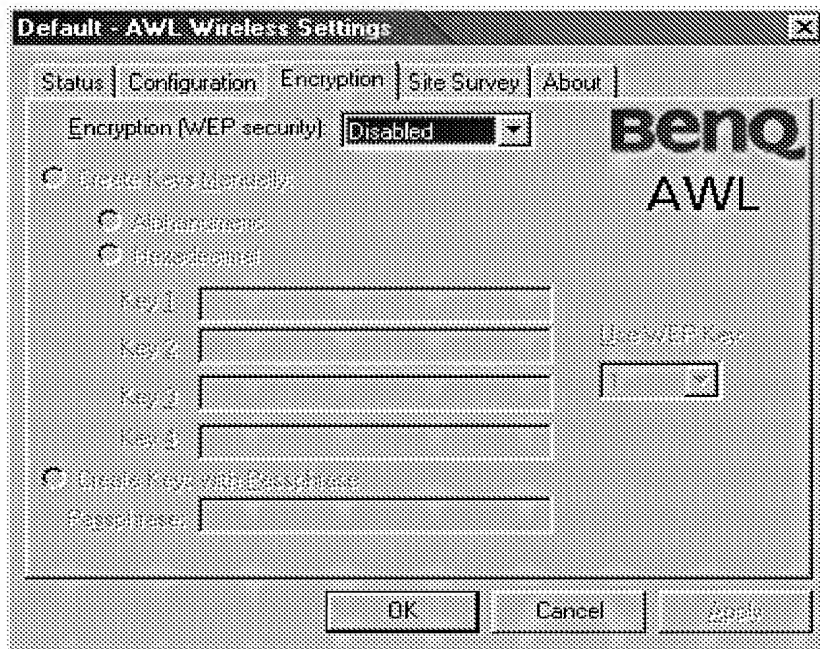 Default - AWL Wireless Settings
Status Configuration Encryption Site Survey About
Encryption (WEP security): Disabled
BenQ
AWL
Create Keys Manually
Alphanumeric
Hexadecimal
Key 1:
Key 2:
Use WEP Key:
1
Key 3:
Key 4:
Create Keys with Passphrase
Passphrase:
OK Cancel Apply